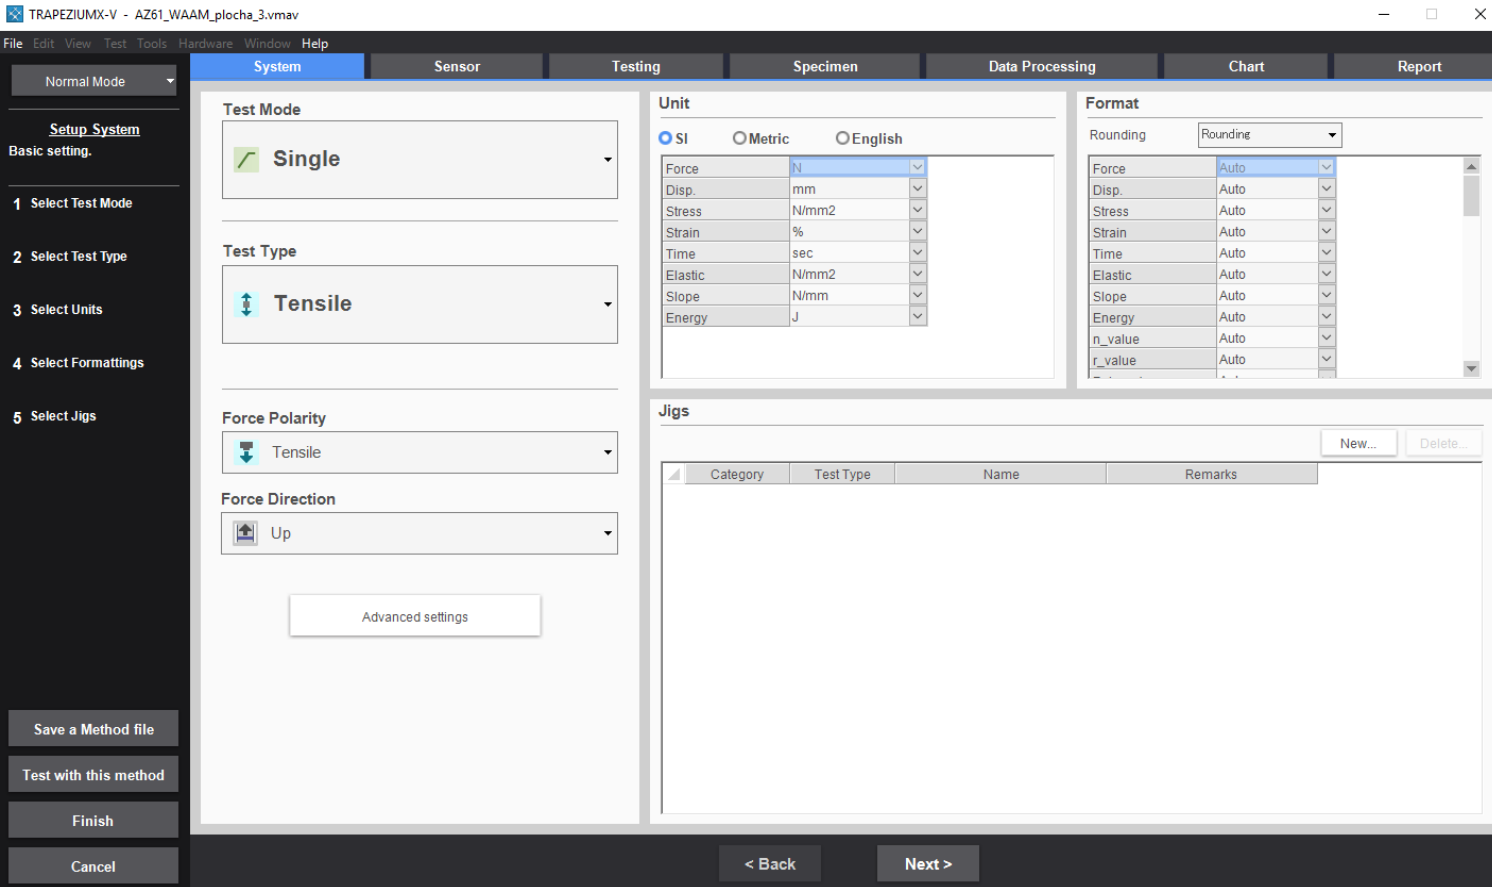 TRAPEZIUMX-V - AZ61_WAAM_plocha_3.vmav
File Edit View Test Tools Hardware Window Help
Normal Mode
Setup System
Basic setting.
1 Select Test Mode
2 Select Test Type
3 Select Units
4 Select Formattings
5 Select Jigs
Save a Method file
Test with this method
Finish
Cancel
System Sensor Testing Specimen Data Processing Chart Report
Test Mode
Single
Test Type
Tensile
Force Polarity
Tensile
Force Direction
Up
Advanced settings
Unit
SI Metric English
Force N
Disp. mm
Stress N/mm2
Strain %
Time sec
Elastic N/mm2
Slope N/mm
Energy J
Format
Rounding Rounding
Force Auto
Disp. Auto
Stress Auto
Strain Auto
Time Auto
Elastic Auto
Slope Auto
Energy Auto
n_value Auto
r_value Auto
Jigs
New... Delete...
Category Test Type Name Remarks
< Back Next >